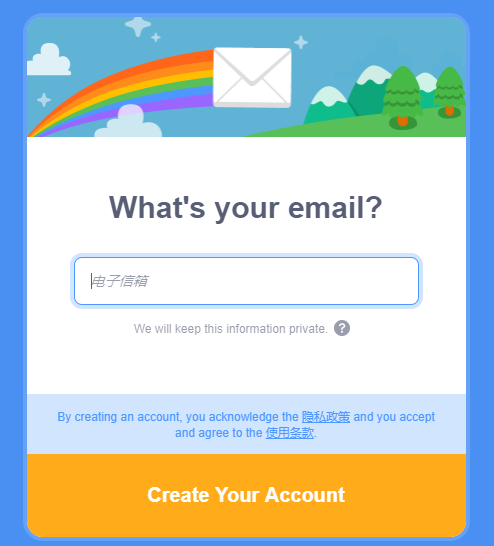 What's your email?
电子信箱
We will keep this information private. ?
By creating an account, you acknowledge the 隐私政策 and you accept
and agree to the 使用条款.
Create Your Account